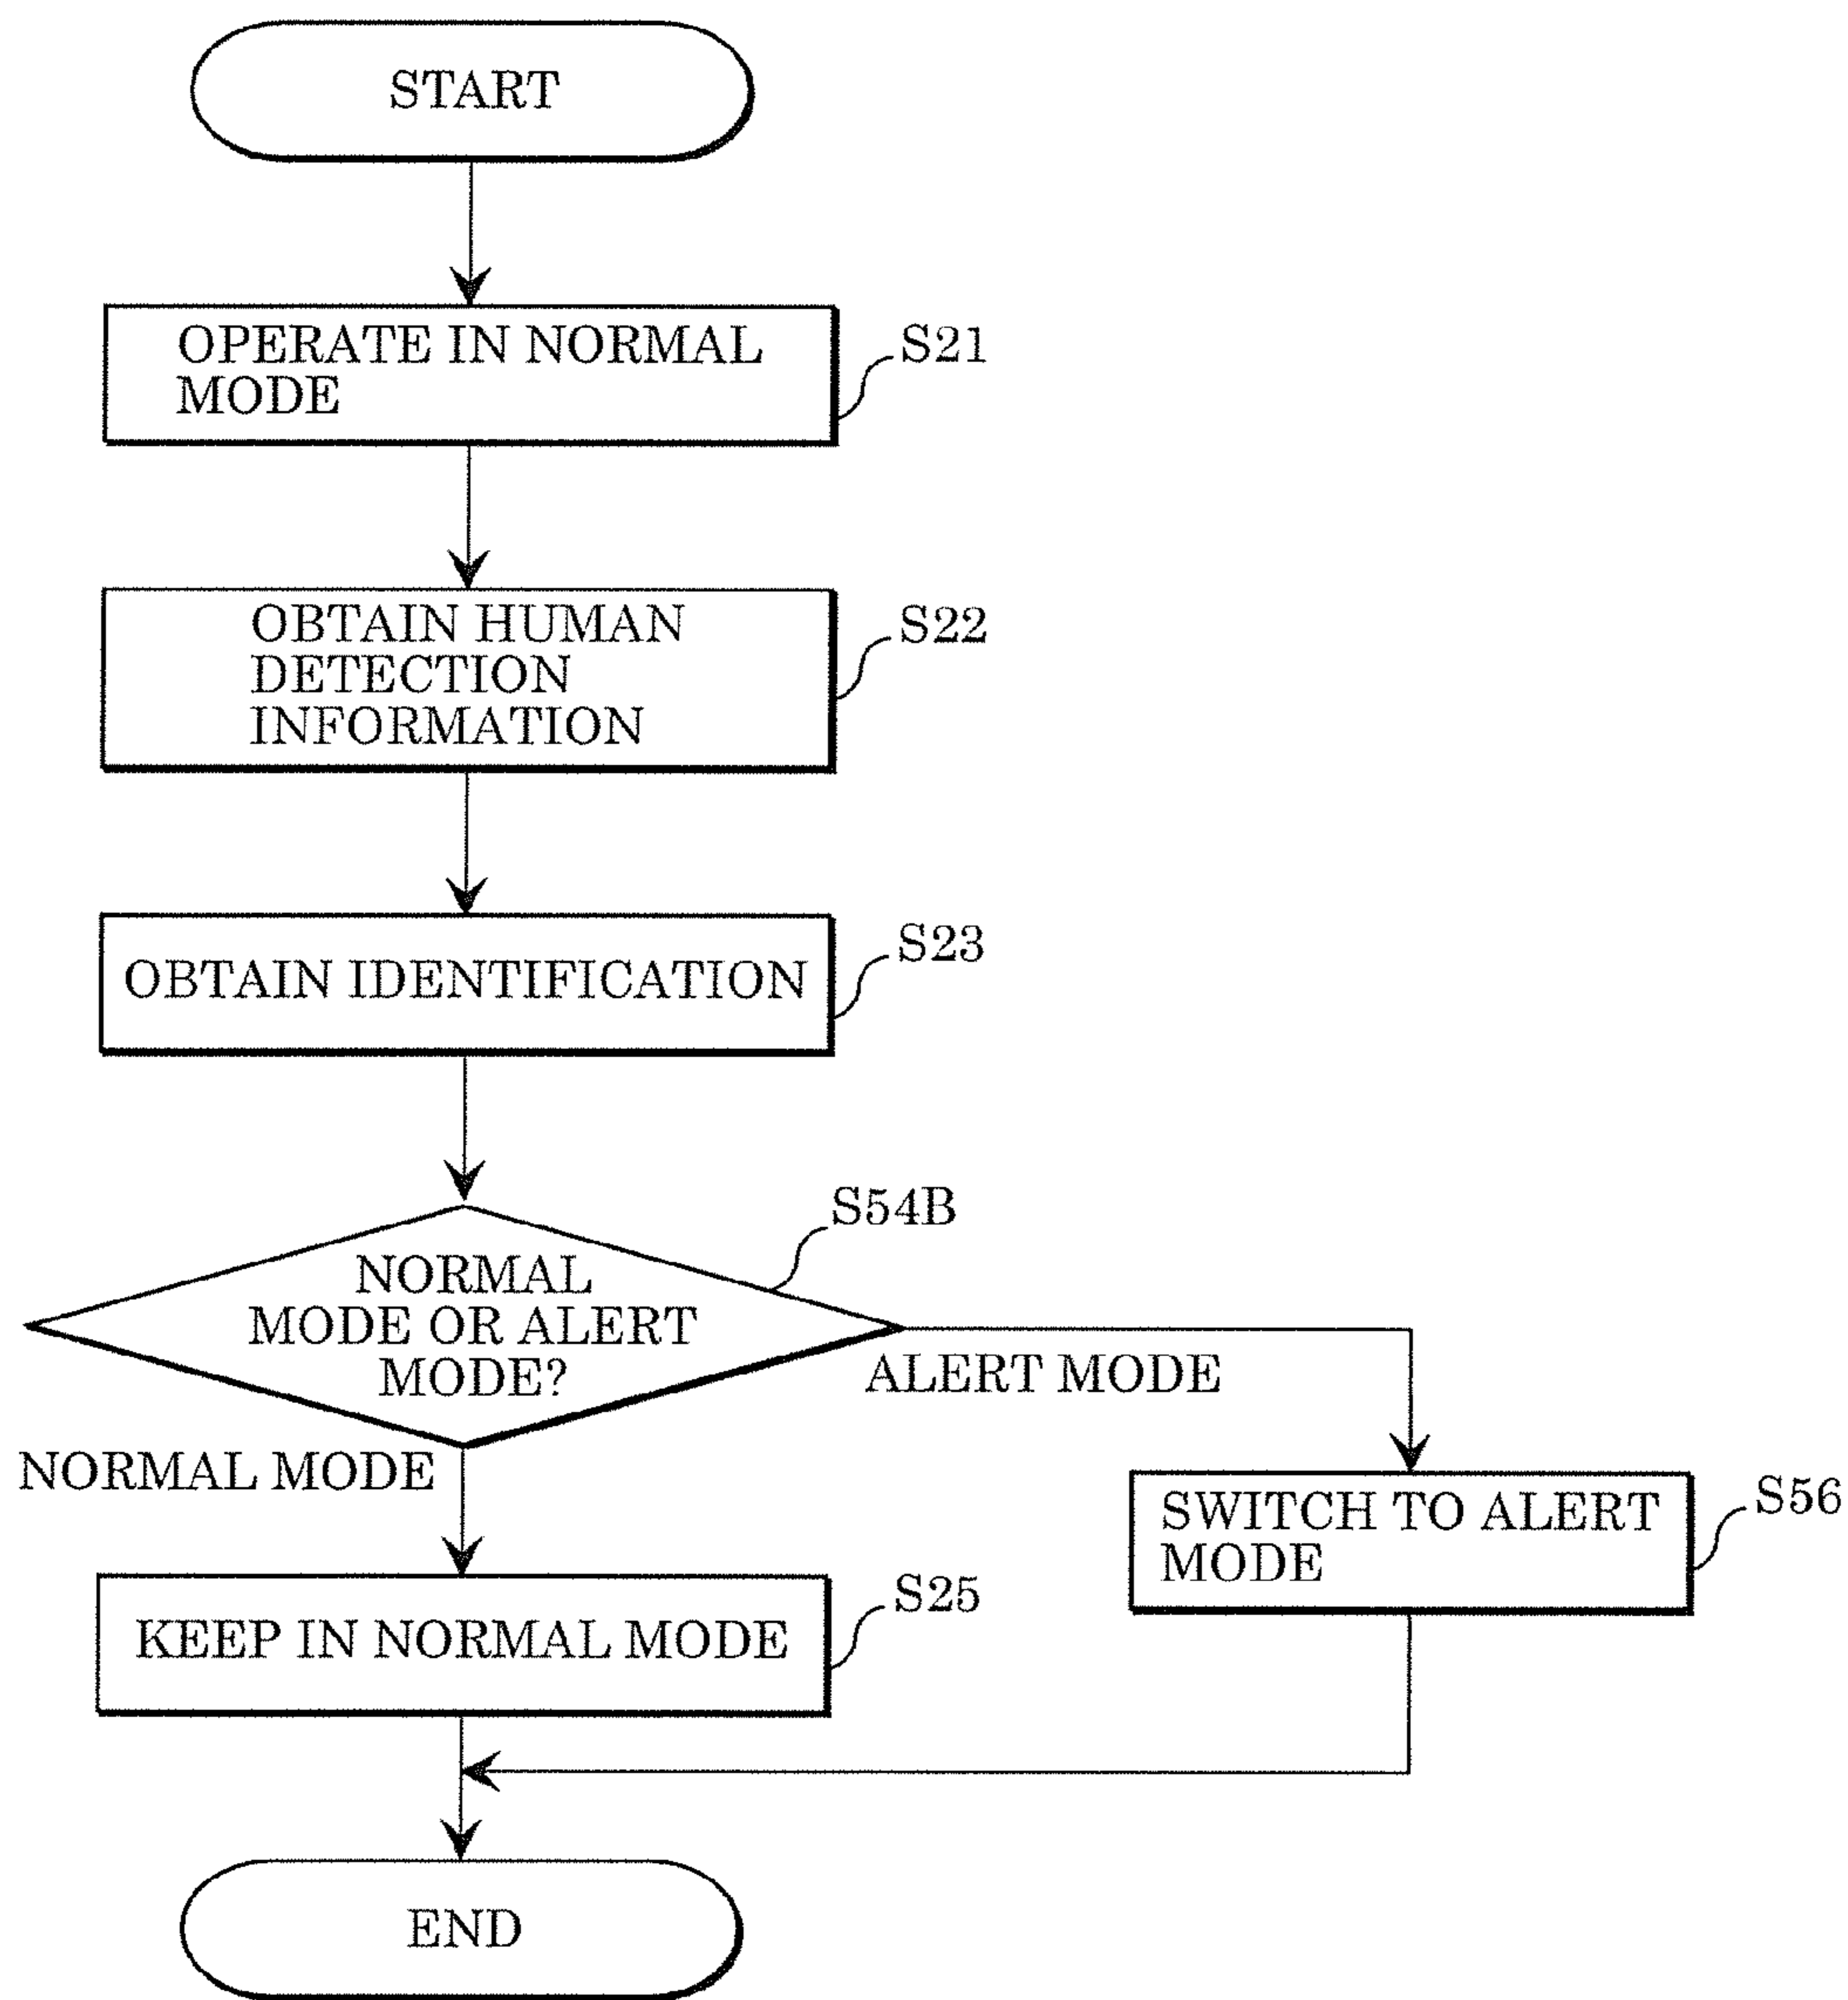 START
OPERATE IN NORMAL
MODE
S21
OBTAIN HUMAN
DETECTION
INFORMATION
S22
OBTAIN IDENTIFICATION
S23
NORMAL
MODE OR ALERT
MODE?
S54B
ALERT MODE
NORMAL MODE
SWITCH TO ALERT
MODE
S56
KEEP IN NORMAL MODE
S25
END